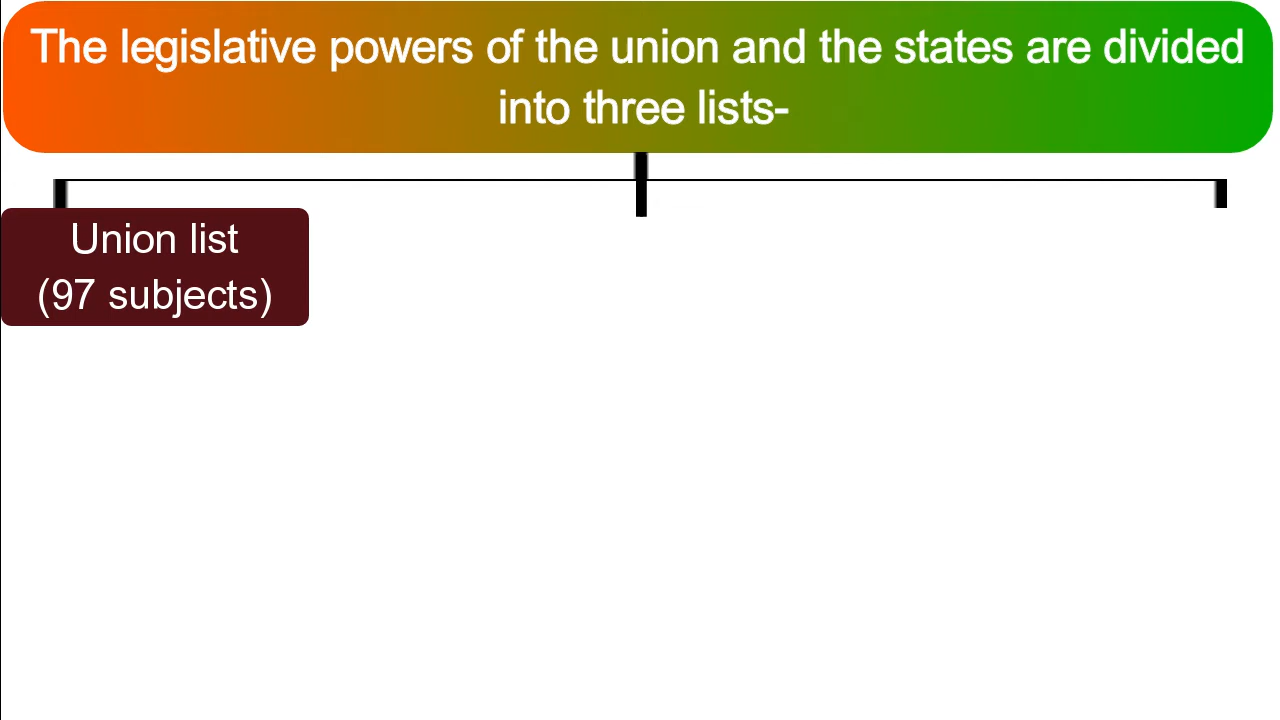 The legislative powers of the union and the states are divided
into three lists-
Union list
(97 subjects)